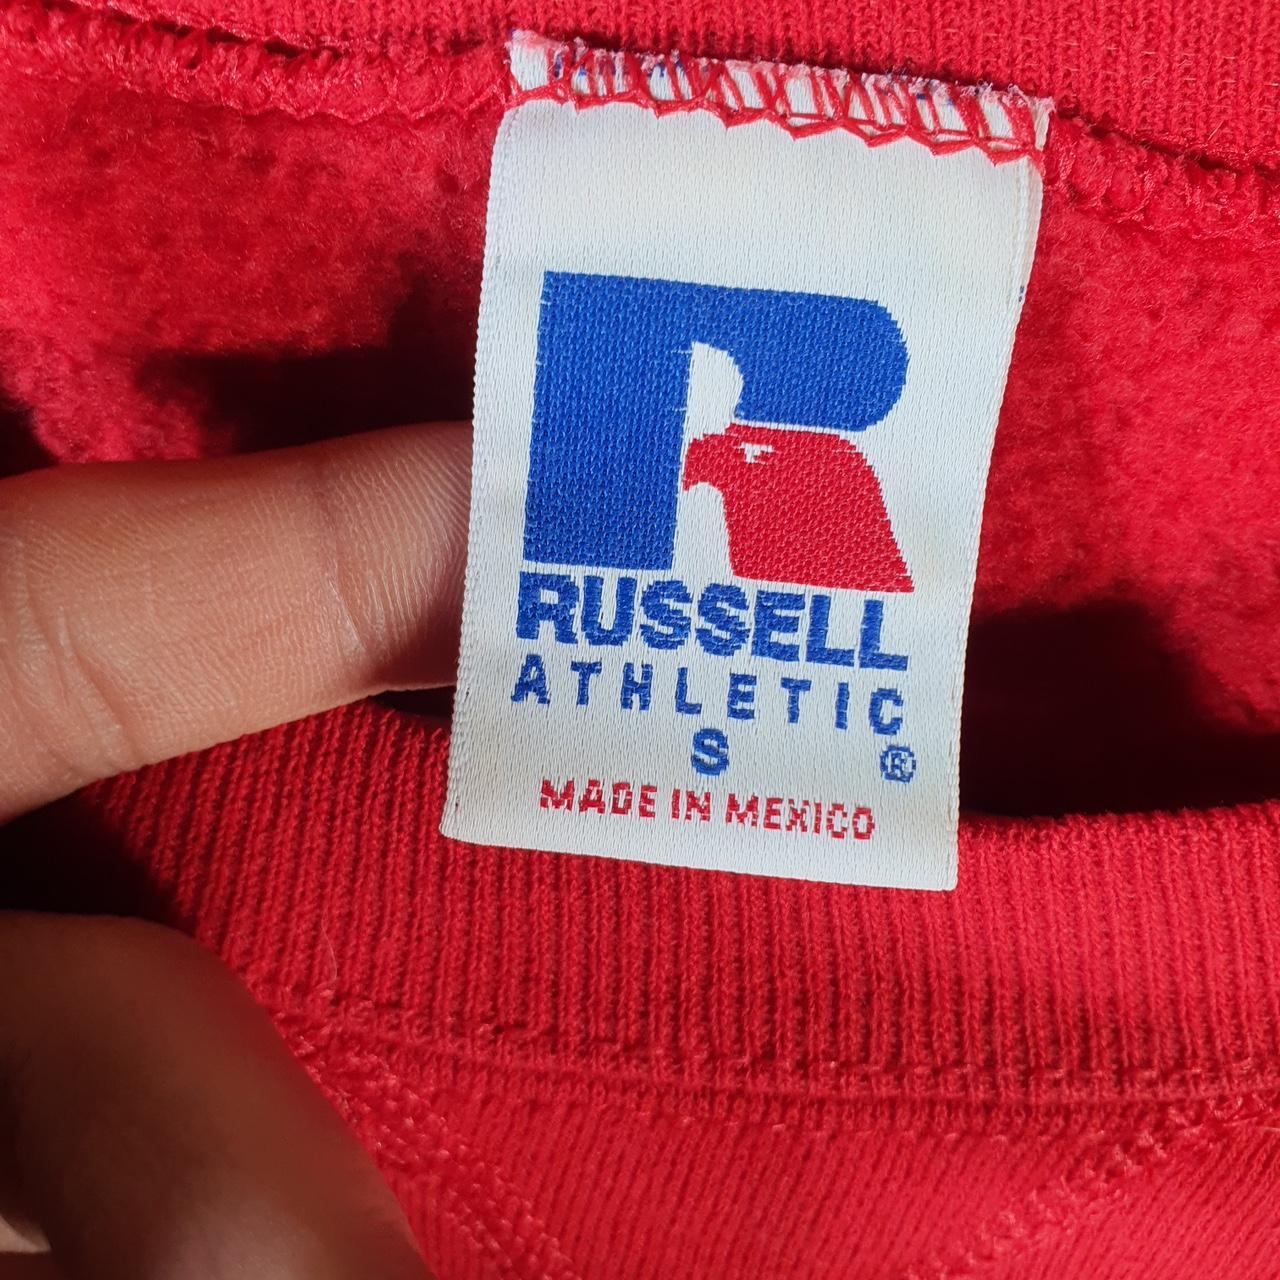 R
RUSSELL
ATHLETIC
S
®
MADE IN MEXICO